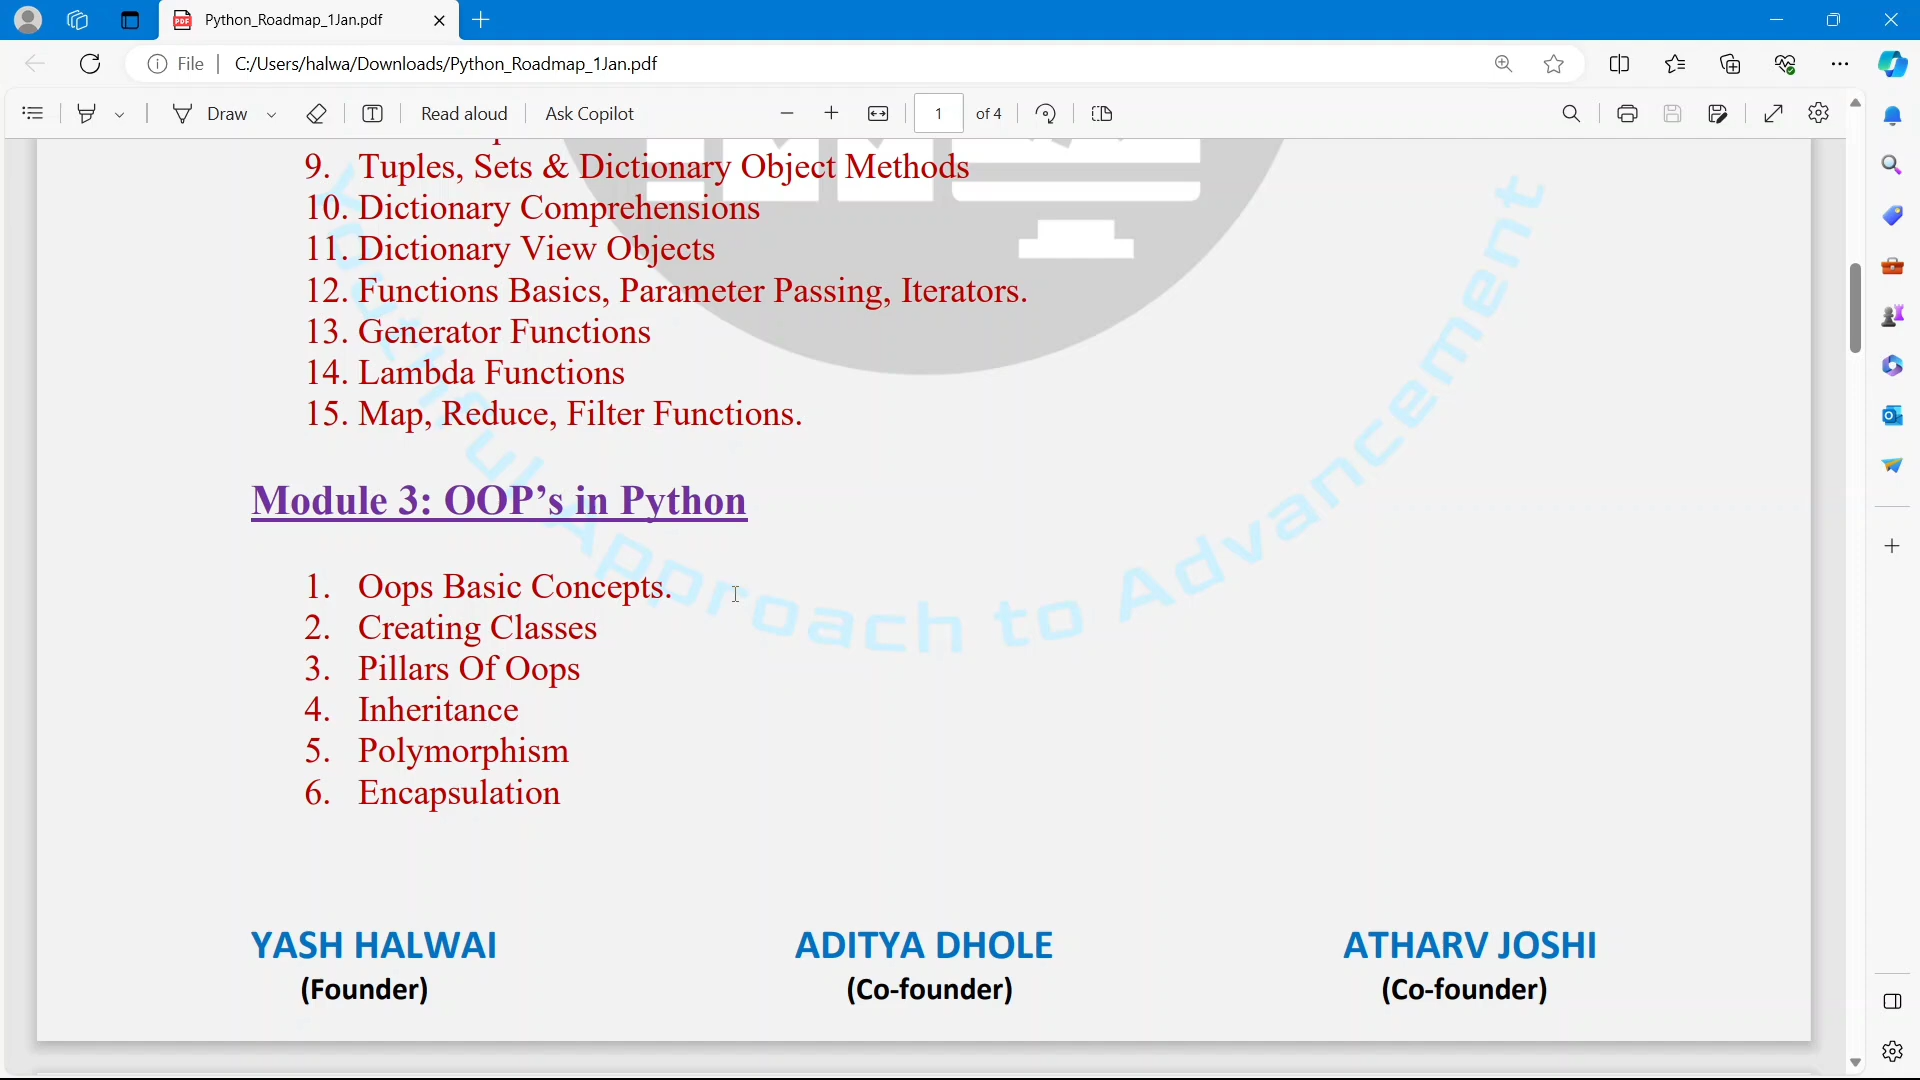 Python_Roadmap_1Jan.pdf
File
C:/Users/halwa/Downloads/Python_Roadmap_1Jan.pdf
Draw
Read aloud
Ask Copilot
1 of 4
9. Tuples, Sets & Dictionary Object Methods
10. Dictionary Comprehensions
11. Dictionary View Objects
12. Functions Basics, Parameter Passing, Iterators.
13. Generator Functions
14. Lambda Functions
15. Map, Reduce, Filter Functions.
Module 3: OOP’s in Python
1. Oops Basic Concepts.
2. Creating Classes
3. Pillars Of Oops
4. Inheritance
5. Polymorphism
6. Encapsulation
Approach to Advancement
YASH HALWAI
(Founder)
ADITYA DHOLE
(Co-founder)
ATHARV JOSHI
(Co-founder)